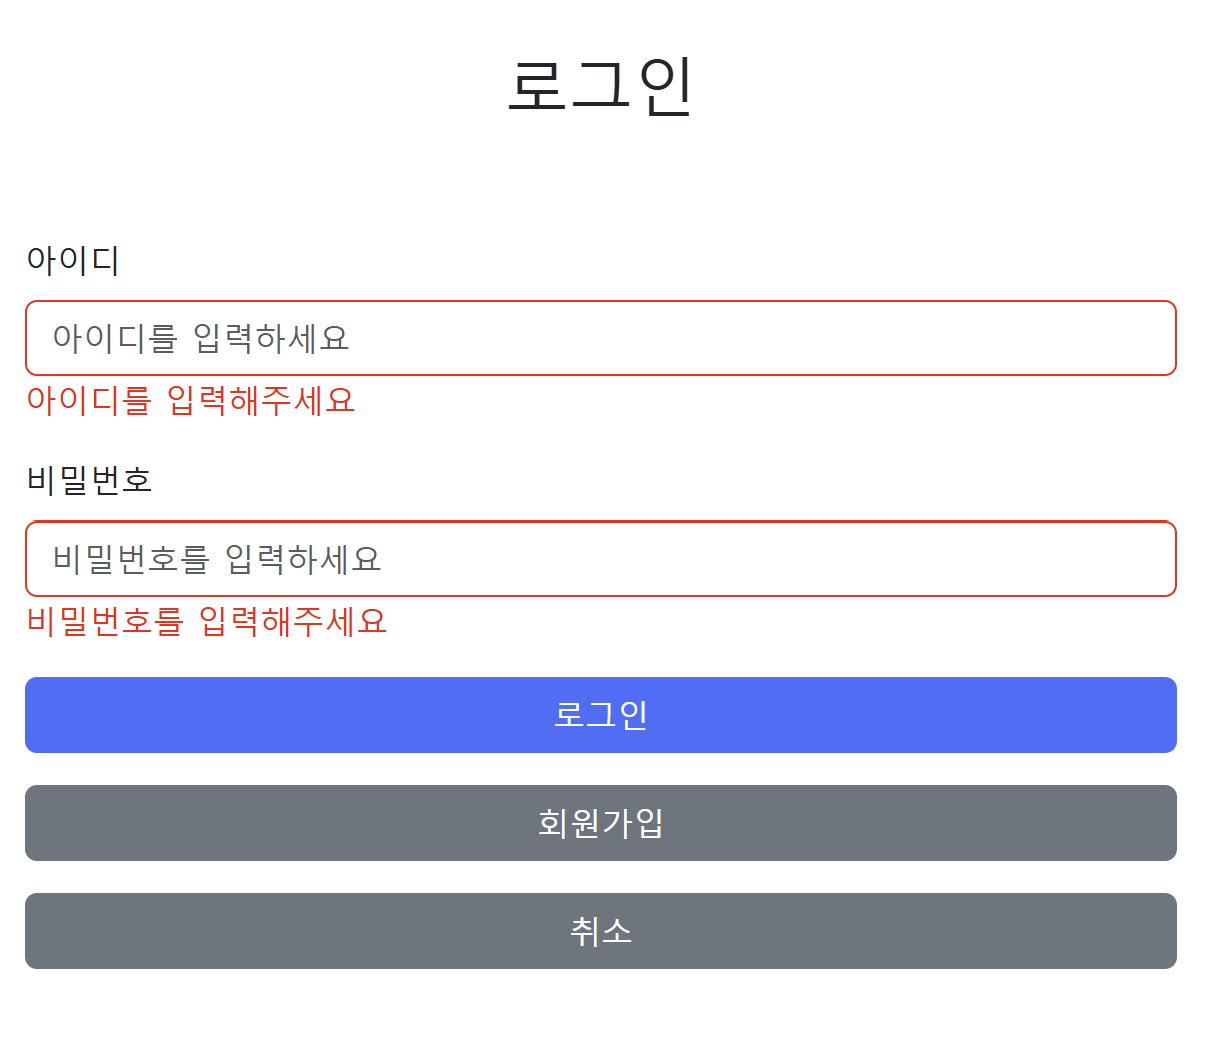 로그인
아이디
아이디를 입력하세요
아이디를 입력해주세요
비밀번호
비밀번호를 입력하세요
비밀번호를 입력해주세요
로그인
회원가입
취소